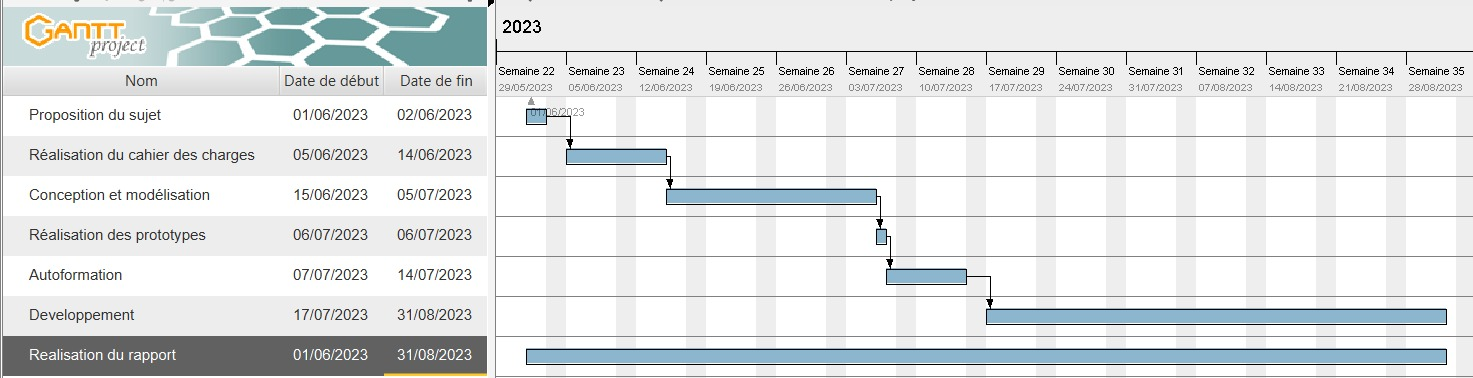 GANTT
project
2023
Nom Date de début Date de fin
Semaine 22 Semaine 23 Semaine 24 Semaine 25 Semaine 26 Semaine 27 Semaine 28 Semaine 29 Semaine 30 Semaine 31 Semaine 32 Semaine 33 Semaine 34 Semaine 35
29/05/2023 05/06/2023 12/06/2023 19/06/2023 26/06/2023 03/07/2023 10/07/2023 17/07/2023 24/07/2023 31/07/2023 07/08/2023 14/08/2023 21/08/2023 28/08/2023
Proposition du sujet 01/06/2023 02/06/2023
01/06/2023
Réalisation du cahier des charges 05/06/2023 14/06/2023
Conception et modélisation 15/06/2023 05/07/2023
Réalisation des prototypes 06/07/2023 06/07/2023
Autoformation 07/07/2023 14/07/2023
Developpement 17/07/2023 31/08/2023
Realisation du rapport 01/06/2023 31/08/2023